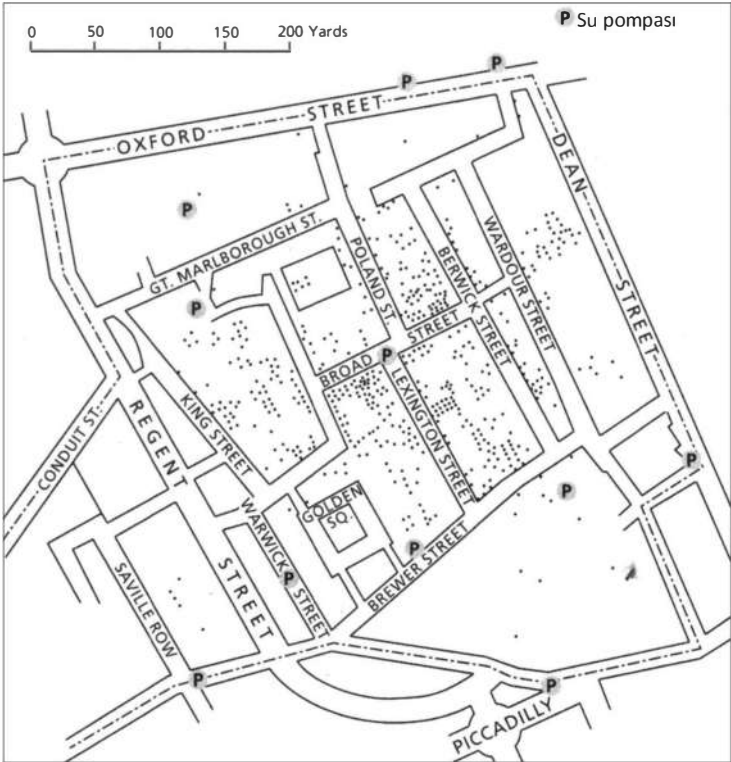 0 50 100 150 200 Yards
P Su pompası
P
P
OXFORD STREET
DEAN STREET
P
GT. MARLBOROUGH ST.
POLAND ST.
BERWICK STREET
WARDOUR STREET
P
BROAD STREET
P
LEXINGTON STREET
KING STREET
REGENT STREET
CONDUIT ST.
P
P
GOLDEN
SQ.
WARWICK STREET
P
P
BREWER STREET
SAVILLE ROW
P
P
PICCADILLY